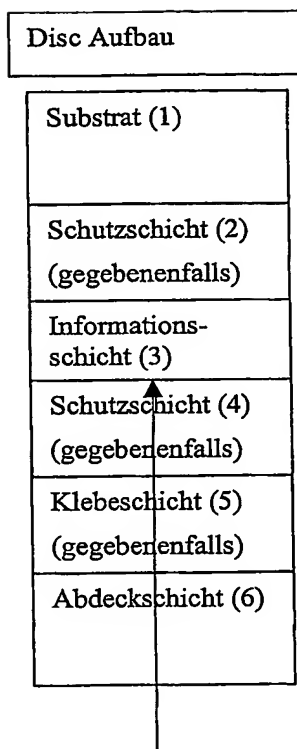 Disc Aufbau
Substrat (1)
Schutzschicht (2)
(gegebenenfalls)
Informations-
schicht (3)
Schutzschicht (4)
(gegebenenfalls)
Klebeschicht (5)
(gegebenenfalls)
Abdeckschicht (6)